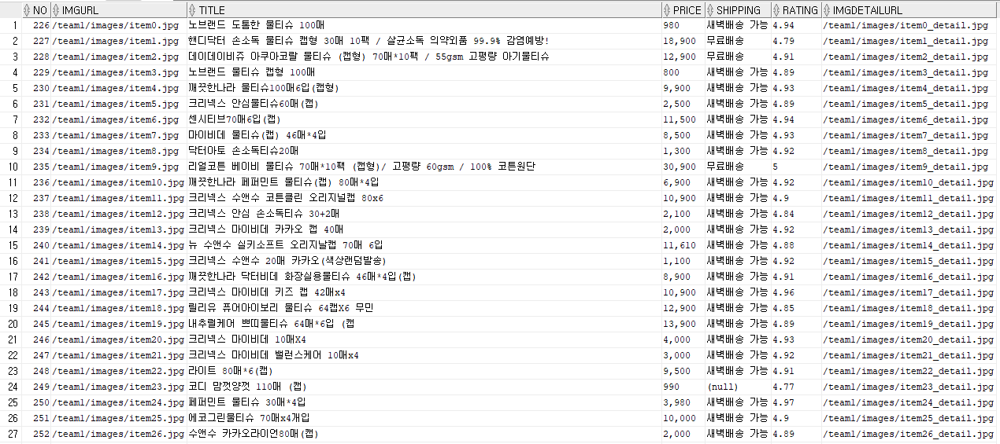 NO IMGURL TITLE PRICE SHIPPING RATING IMGDETAILURL
1 226 /team1/images/item0.jpg 노브랜드 도톰한 물티슈 100매 980 새벽배송 가능 4.94 /team1/images/item0_detail.jpg
2 227 /team1/images/item1.jpg 핸디닥터 손소독 물티슈 캡형 30매 10팩 / 살균소독 의약외품 99.9% 감염예방! 18,900 무료배송 4.79 /team1/images/item1_detail.jpg
3 228 /team1/images/item2.jpg 데이데이비쥬 아쿠아코랄 물티슈 (캡형) 70매*10팩 / 55gsm 고평량 아기물티슈 12,900 무료배송 4.91 /team1/images/item2_detail.jpg
4 229 /team1/images/item3.jpg 노브랜드 물티슈 캡형 100매 800 새벽배송 가능 4.89 /team1/images/item3_detail.jpg
5 230 /team1/images/item4.jpg 깨끗한나라 물티슈100매6입(캡형) 9,900 새벽배송 가능 4.93 /team1/images/item4_detail.jpg
6 231 /team1/images/item5.jpg 크리넥스 안심물티슈60매(캡) 2,500 새벽배송 가능 4.89 /team1/images/item5_detail.jpg
7 232 /team1/images/item6.jpg 센시티브70매6입(캡) 11,500 새벽배송 가능 4.94 /team1/images/item6_detail.jpg
8 233 /team1/images/item7.jpg 마이비데 물티슈(캡) 46매*4입 8,500 새벽배송 가능 4.93 /team1/images/item7_detail.jpg
9 234 /team1/images/item8.jpg 닥터아토 손소독티슈20매 1,300 새벽배송 가능 4.92 /team1/images/item8_detail.jpg
10 235 /team1/images/item9.jpg 리얼코튼 베이비 물티슈 70매*10팩 (캡형)/ 고평량 60gsm / 100% 코튼원단 30,900 무료배송 5 /team1/images/item9_detail.jpg
11 236 /team1/images/item10.jpg 깨끗한나라 페퍼민트 물티슈(캡) 80매*4입 6,900 새벽배송 가능 4.92 /team1/images/item10_detail.jpg
12 237 /team1/images/item11.jpg 크리넥스 수앤수 코튼클린 오리지널캡 80x6 10,900 새벽배송 가능 4.9 /team1/images/item11_detail.jpg
13 238 /team1/images/item12.jpg 크리넥스 안심 손소독티슈 30+2매 2,100 새벽배송 가능 4.84 /team1/images/item12_detail.jpg
14 239 /team1/images/item13.jpg 크리넥스 마이비데 카카오 캡 40매 2,000 새벽배송 가능 4.92 /team1/images/item13_detail.jpg
15 240 /team1/images/item14.jpg 뉴 수앤수 실키소프트 오리지날캡 70매 6입 11,610 새벽배송 가능 4.88 /team1/images/item14_detail.jpg
16 241 /team1/images/item15.jpg 크리넥스 수앤수 20매 카카오(색상랜덤발송) 1,100 새벽배송 가능 4.92 /team1/images/item15_detail.jpg
17 242 /team1/images/item16.jpg 깨끗한나라 닥터비데 화장실용물티슈 46매*4입(캡) 8,900 새벽배송 가능 4.91 /team1/images/item16_detail.jpg
18 243 /team1/images/item17.jpg 크리넥스 마이비데 키즈 캡 42매x4 10,900 새벽배송 가능 4.96 /team1/images/item17_detail.jpg
19 244 /team1/images/item18.jpg 릴리유 퓨어아이보리 물티슈 64캡X6 무민 12,900 새벽배송 가능 4.85 /team1/images/item18_detail.jpg
20 245 /team1/images/item19.jpg 내추럴케어 쁘띠물티슈 64매*6입 (캡 13,900 새벽배송 가능 4.89 /team1/images/item19_detail.jpg
21 246 /team1/images/item20.jpg 크리넥스 마이비데 10매X4 4,000 새벽배송 가능 4.93 /team1/images/item20_detail.jpg
22 247 /team1/images/item21.jpg 크리넥스 마이비데 밸런스케어 10매x4 3,000 새벽배송 가능 4.92 /team1/images/item21_detail.jpg
23 248 /team1/images/item22.jpg 라이트 80매*6(캡) 9,500 새벽배송 가능 4.91 /team1/images/item22_detail.jpg
24 249 /team1/images/item23.jpg 코디 맘껏양껏 110매 (캡) 990 (null) 4.77 /team1/images/item23_detail.jpg
25 250 /team1/images/item24.jpg 페퍼민트 물티슈 30매*4입 3,980 새벽배송 가능 4.97 /team1/images/item24_detail.jpg
26 251 /team1/images/item25.jpg 에코그린물티슈 70매x4개입 10,000 새벽배송 가능 4.9 /team1/images/item25_detail.jpg
27 252 /team1/images/item26.jpg 수앤수 카카오라이언80매(캡) 2,000 새벽배송 가능 4.89 /team1/images/item26_detail.jpg